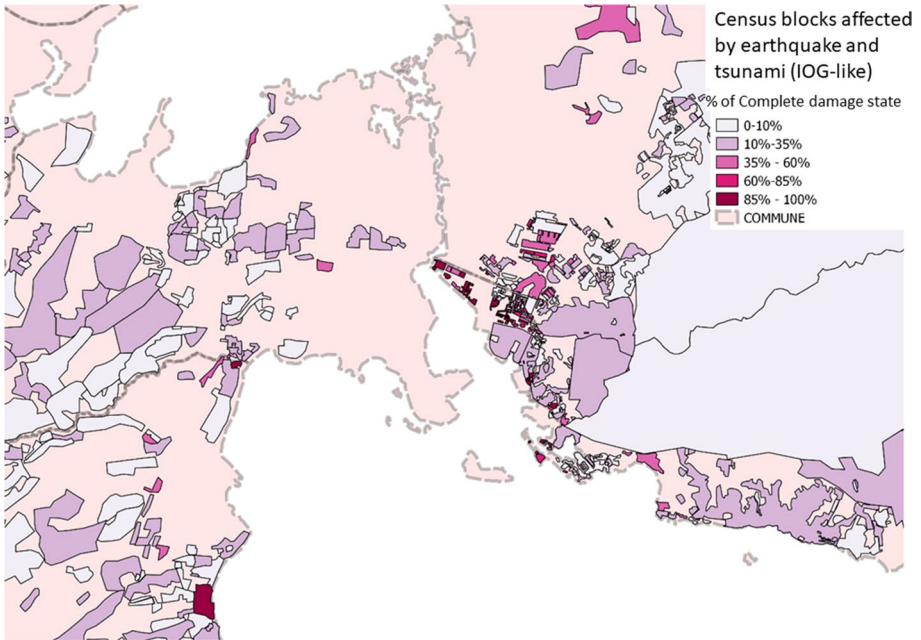 Census blocks affected
by earthquake and
tsunami (IOG-like)
% of Complete damage state
0-10%
10%-35%
35% - 60%
60%-85%
85% - 100%
COMMUNE